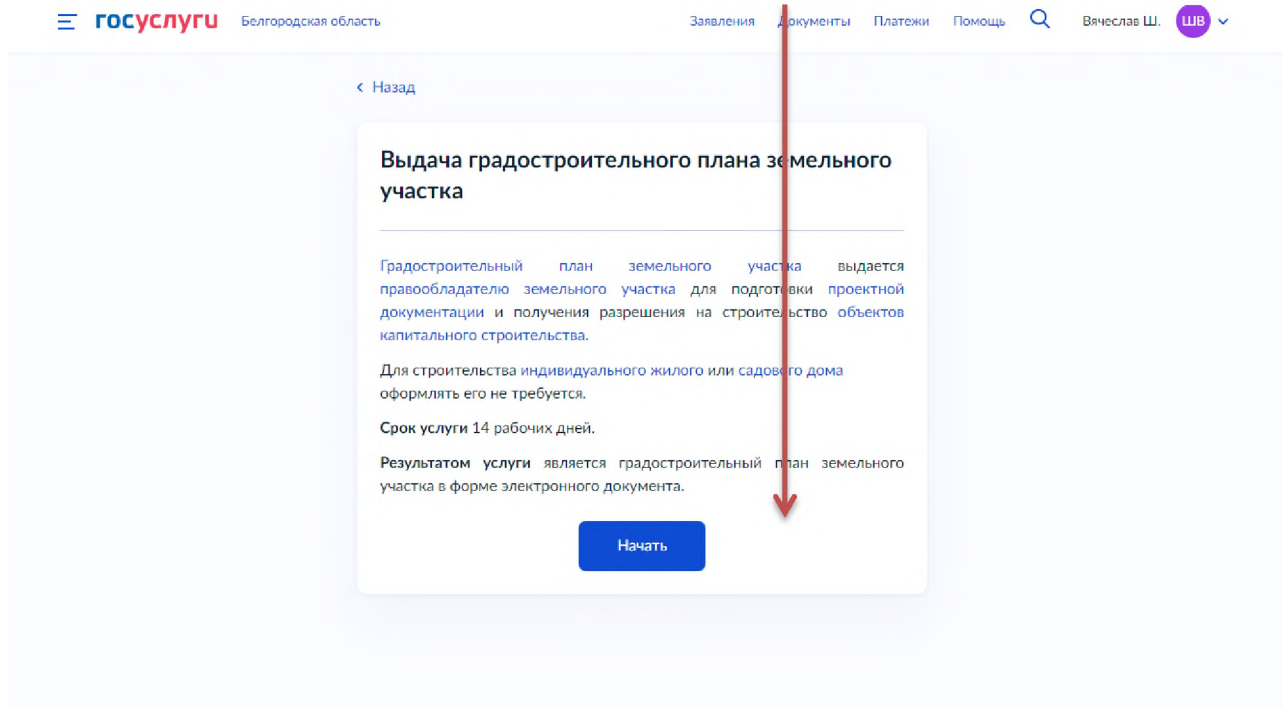 госуслуги Белгородская область Заявления Документы Платежи Помощь Вячеслав Ш. ШВ
Назад
Выдача градостроительного плана земельного
участка
Градостроительный план земельного участка выдается
правообладателю земельного участка для подготовки проектной
документации и получения разрешения на строительство объектов
капитального строительства.
Для строительства индивидуального жилого или садового дома
оформлять его не требуется.
Срок услуги 14 рабочих дней.
Результатом услуги является градостроительный план земельного
участка в форме электронного документа.
Начать